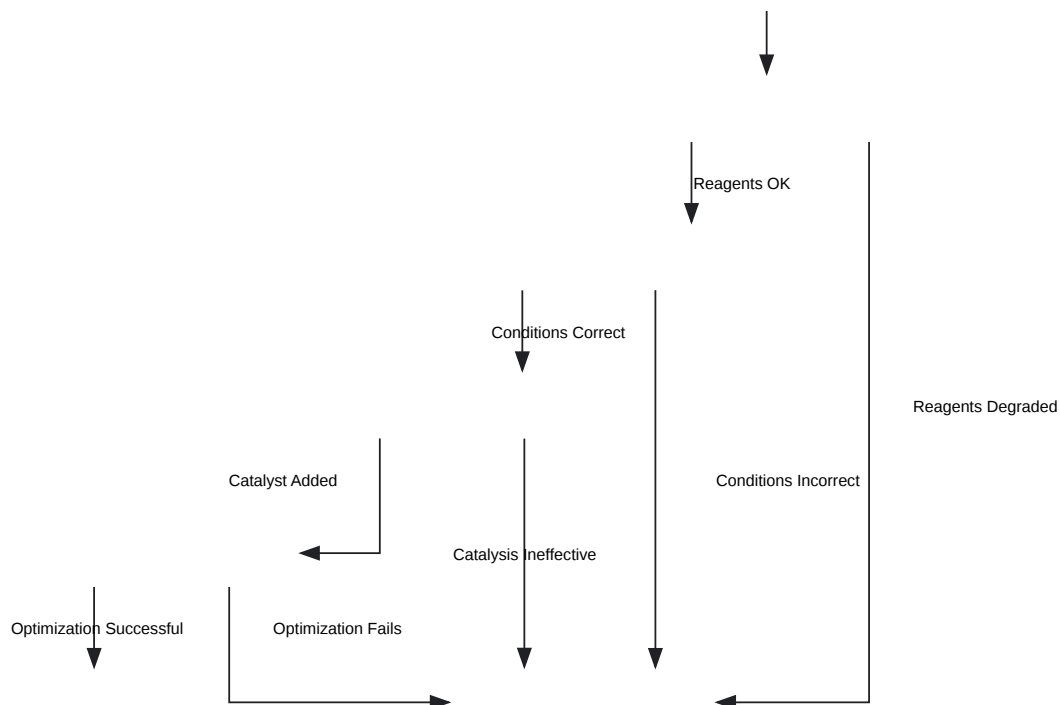 Reagents OK
Conditions Correct
Reagents Degraded
Catalyst Added
Conditions Incorrect
Catalysis Ineffective
Optimization Successful
Optimization Fails